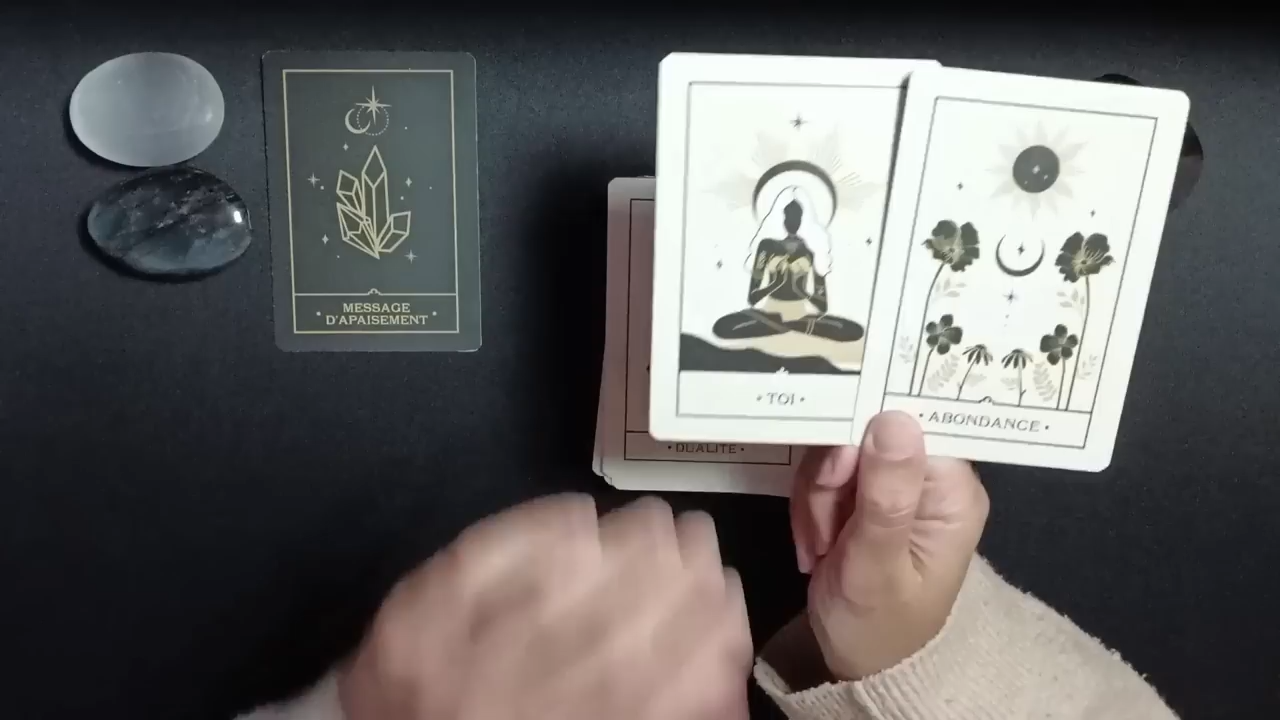 • MESSAGE
D'APAISEMENT •
• TOI •
• ABONDANCE •
• DUALITÉ •